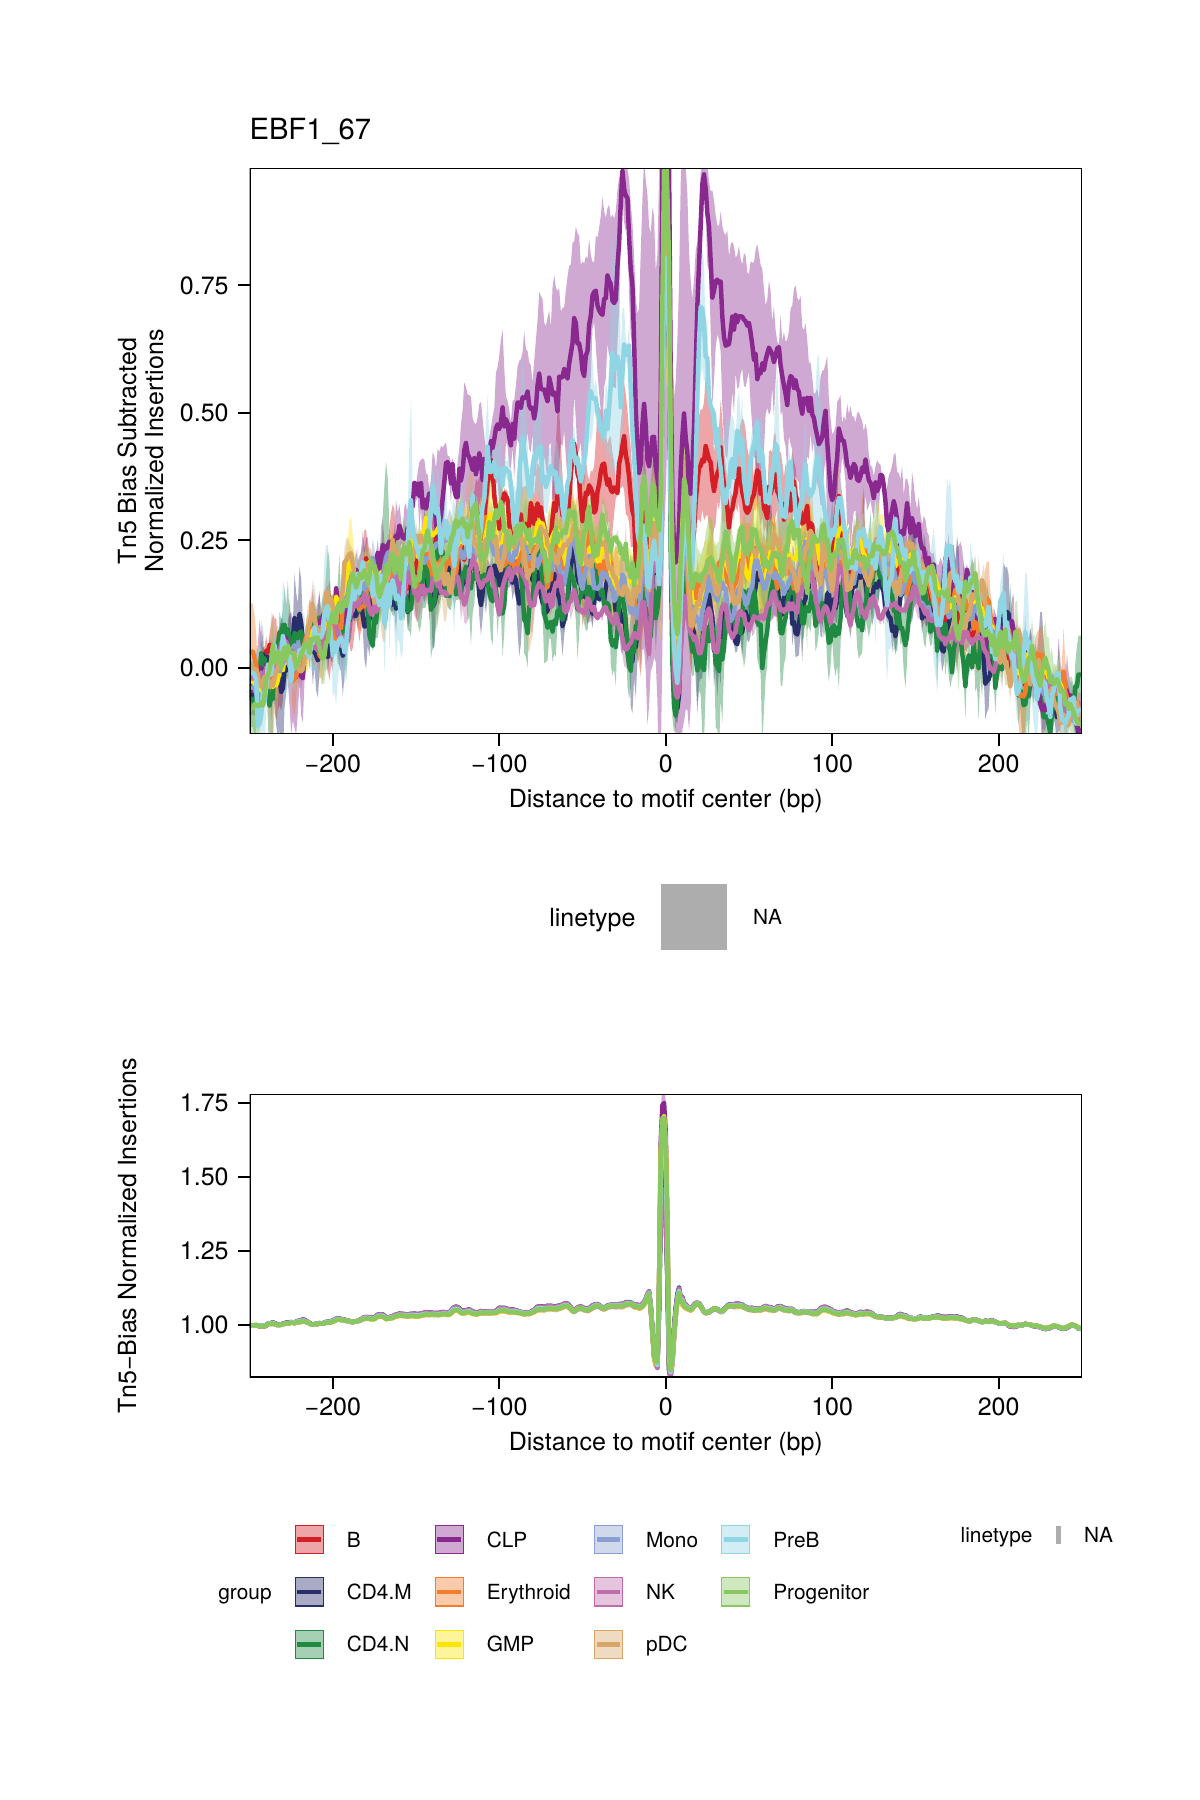 EBF1_67
0.75
0.50
0.25
0.00
Tn5 Bias Subtracted
Normalized Insertions
−200
−100
0
100
200
Distance to motif center (bp)
linetype
NA
1.75
1.50
1.25
1.00
Tn5−Bias Normalized Insertions
−200
−100
0
100
200
Distance to motif center (bp)
group
B
CD4.M
CD4.N
CLP
Erythroid
GMP
Mono
NK
pDC
PreB
Progenitor
linetype
NA